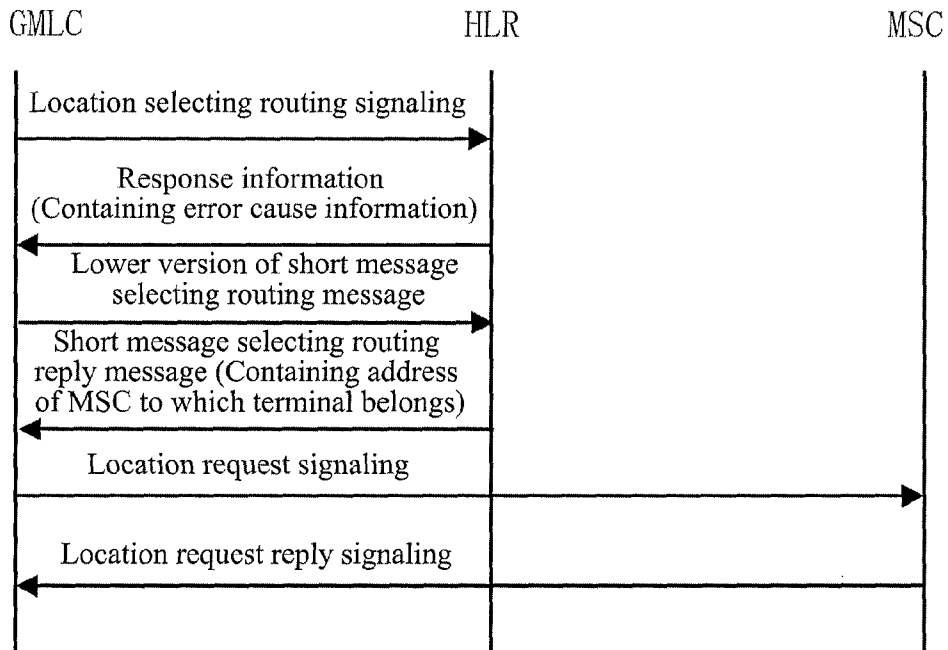 GMLC HLR MSC
Location selecting routing signaling
Response information
(Containing error cause information)
Lower version of short message
selecting routing message
Short message selecting routing
reply message (Containing address
of MSC to which terminal belongs)
Location request signaling
Location request reply signaling